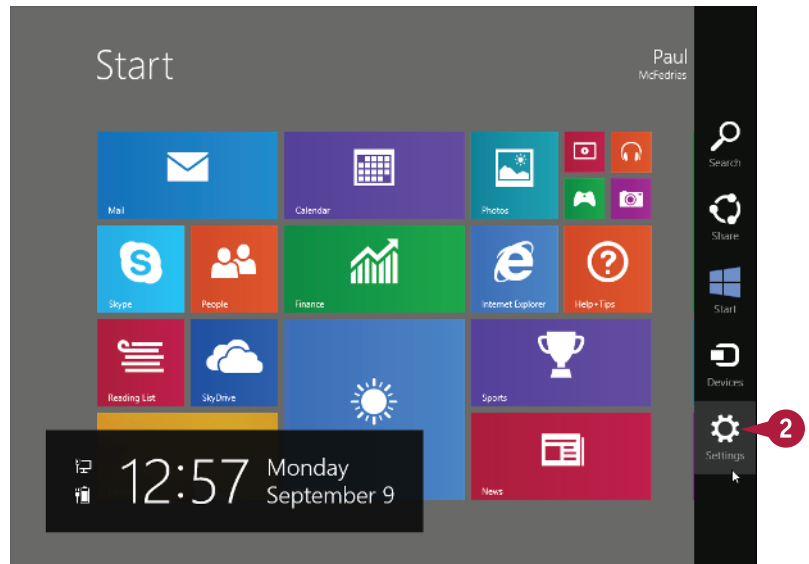 Start
Paul
McFedries
Search
Mail
Calendar
Photos
Share
Skype
People
Finance
Internet Explorer
Help+Tips
Start
Reading List
SkyDrive
Sports
Devices
Settings
2
12:57
Monday
September 9
News